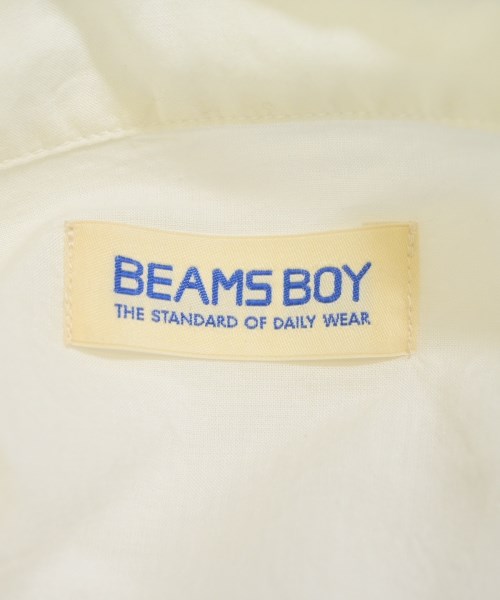 BEAMS BOY
THE STANDARD OF DAILY WEAR